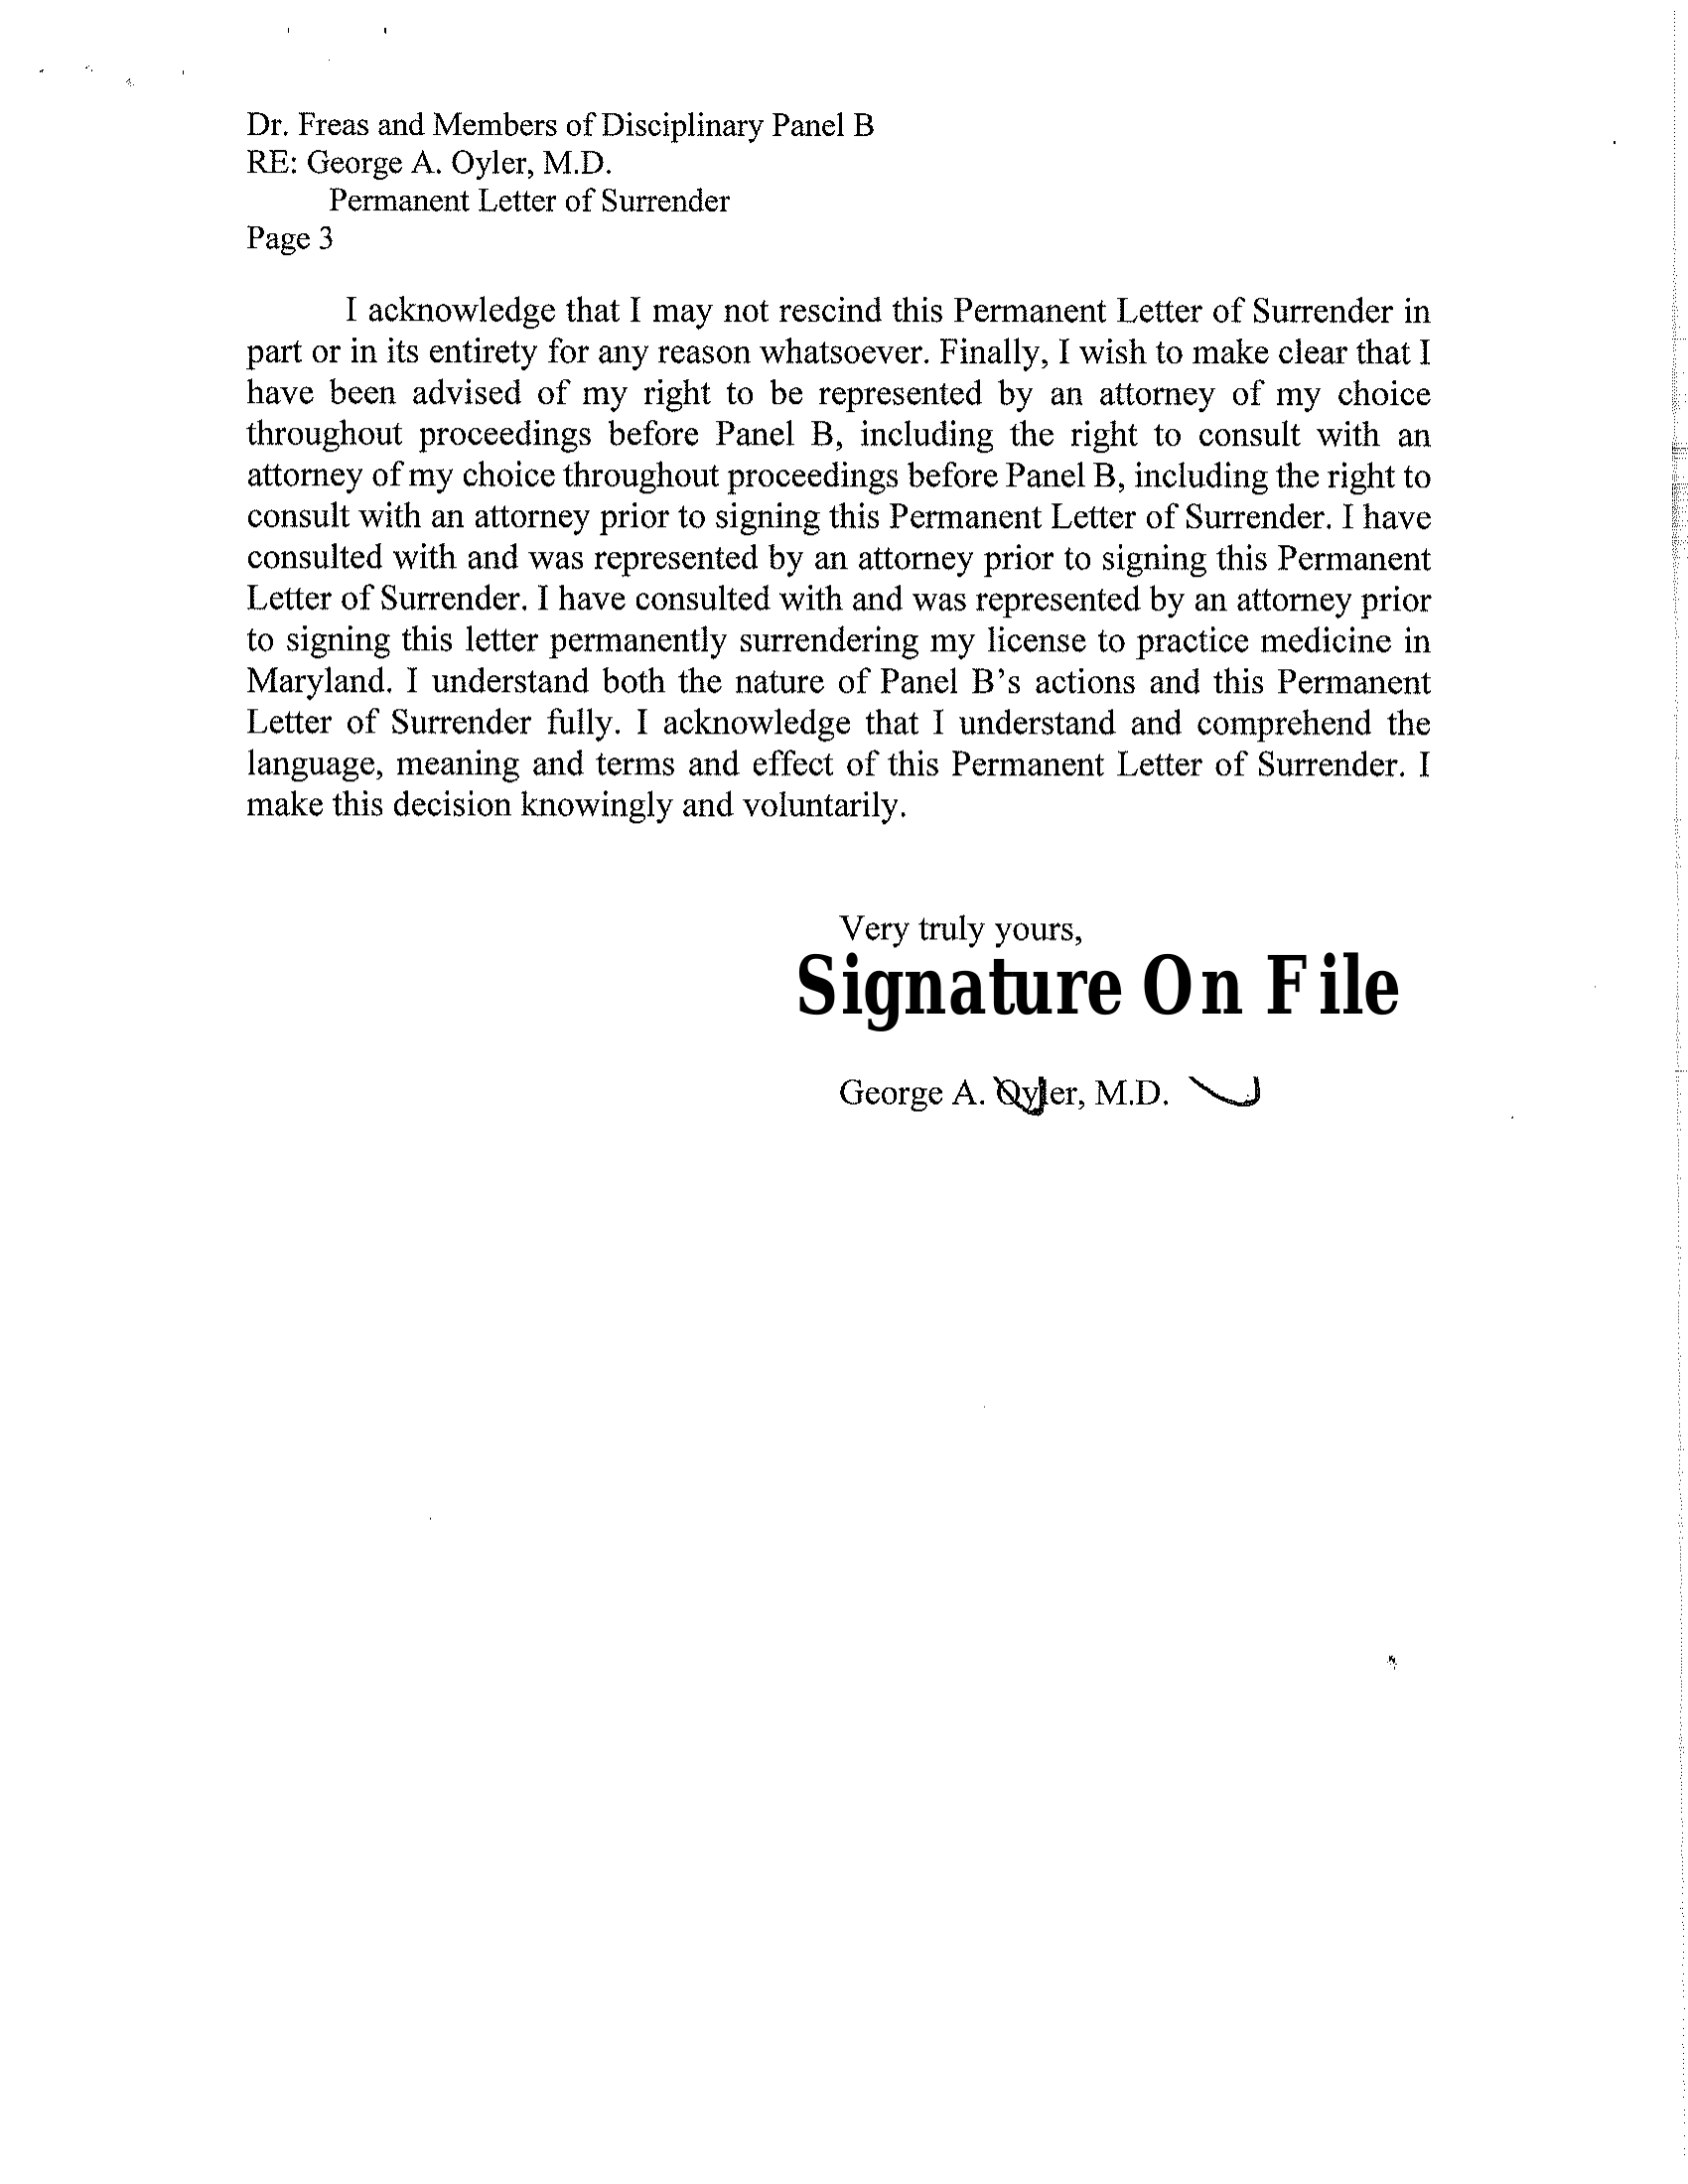 Dr. Freas and Members of Disciplinary Panel B
RE: George A. Oyler, M.D.
Permanent Letter of Surrender
Page 3
I acknowledge that I may not rescind this Permanent Letter of Surrender in
part or in its entirety for any reason whatsoever. Finally, I wish to make clear that I
have been advised of my right to be represented by an attorney of my choice
throughout proceedings before Panel B, including the right to consult with an
attorney of my choice throughout proceedings before Panel B, including the right to
consult with an attorney prior to signing this Permanent Letter of Surrender. I have
consulted with and was represented by an attorney prior to signing this Permanent
Letter of Surrender. I have consulted with and was represented by an attorney prior
to signing this letter permanently surrendering my license to practice medicine in
Maryland. I understand both the nature of Panel B's actions and this Permanent
Letter of Surrender fully. I acknowledge that I understand and comprehend the
language, meaning and terms and effect of this Permanent Letter of Surrender. I
make this decision knowingly and voluntarily.
Very truly yours,
Signature On File
George A. Oyler, M.D.